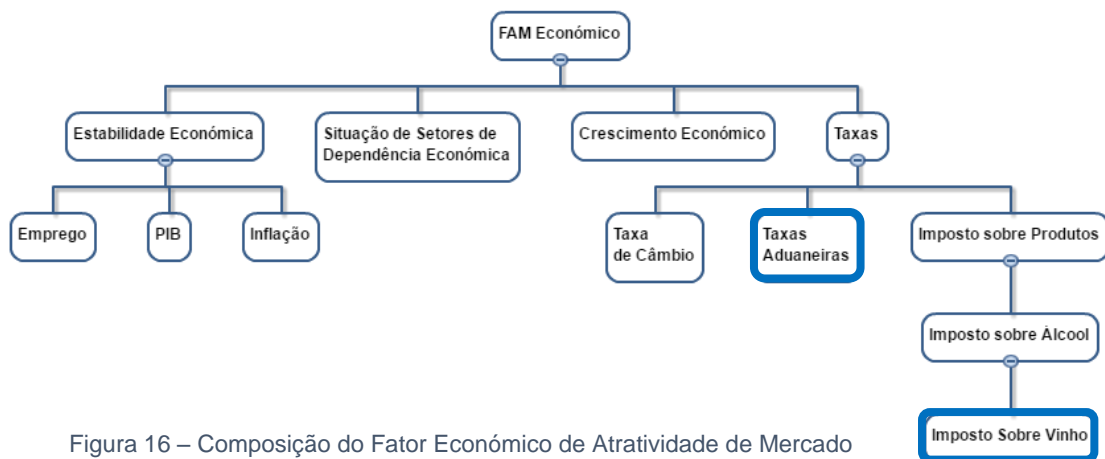 FAM Económico
Estabilidade Económica
Situação de Setores de
Dependência Económica
Crescimento Económico
Taxas
Emprego
PIB
Inflação
Taxa
de Câmbio
Taxas
Aduaneiras
Imposto sobre Produtos
Imposto sobre Àlcool
Imposto Sobre Vinho
Figura 16 – Composição do Fator Económico de Atratividade de Mercado